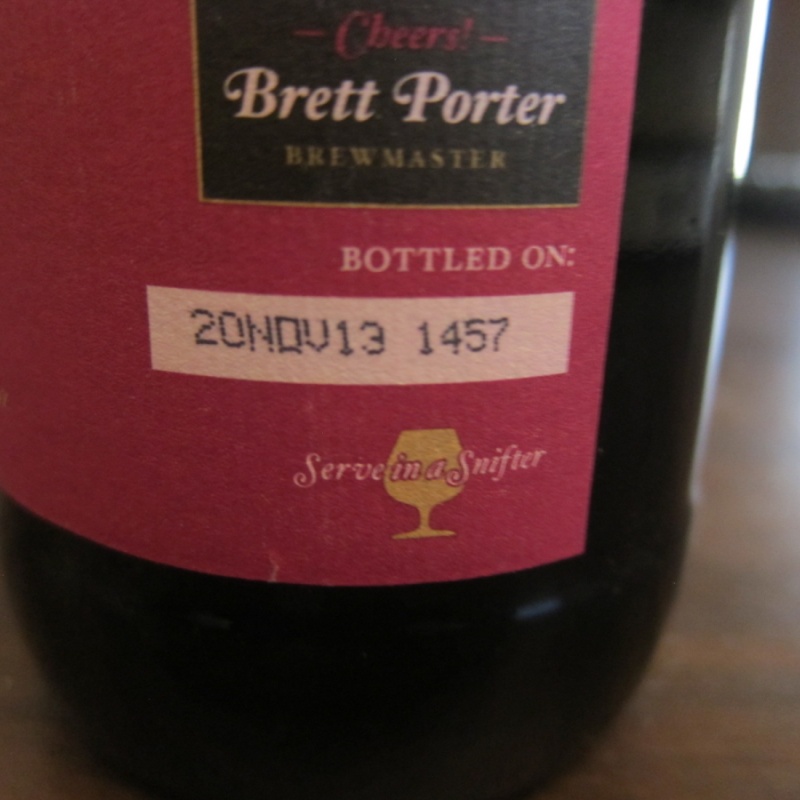 – Cheers! –
Brett Porter
BREWMASTER
BOTTLED ON:
20NOV13 1457
Serve in a Snifter